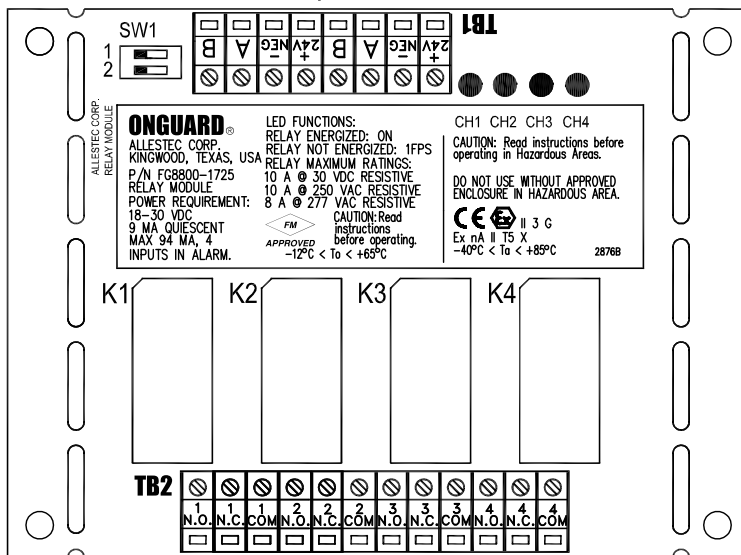 SW1
1
2
B A -NEG +24V B A -NEG +24V
TB1
ALLESTEC CORP.
RELAY MODULE
ONGUARD®
ALLESTEC CORP.
KINGWOOD, TEXAS, USA
P/N FG8800-1725
RELAY MODULE
POWER REQUIREMENT:
18-30 VDC
9 MA QUIESCENT
MAX 94 MA, 4
INPUTS IN ALARM.
LED FUNCTIONS:
RELAY ENERGIZED: ON
RELAY NOT ENERGIZED: 1FPS
RELAY MAXIMUM RATINGS:
10 A @ 30 VDC RESISTIVE
10 A @ 250 VAC RESISTIVE
8 A @ 277 VAC RESISTIVE
FM
APPROVED
CAUTION: Read
instructions
before operating.
-12°C < Ta < +65°C
CH1 CH2 CH3 CH4
CAUTION: Read instructions before
operating in Hazardous Areas.
DO NOT USE WITHOUT APPROVED
ENCLOSURE IN HAZARDOUS AREA.
CE Ex II 3 G
Ex nA II T5 X
-40°C < Ta < +85°C
2876B
K1 K2 K3 K4
TB2
1 1 1 2 2 2 3 3 3 4 4 4
N.O. N.C. COM N.O. N.C. COM N.O. N.C. COM N.O. N.C. COM